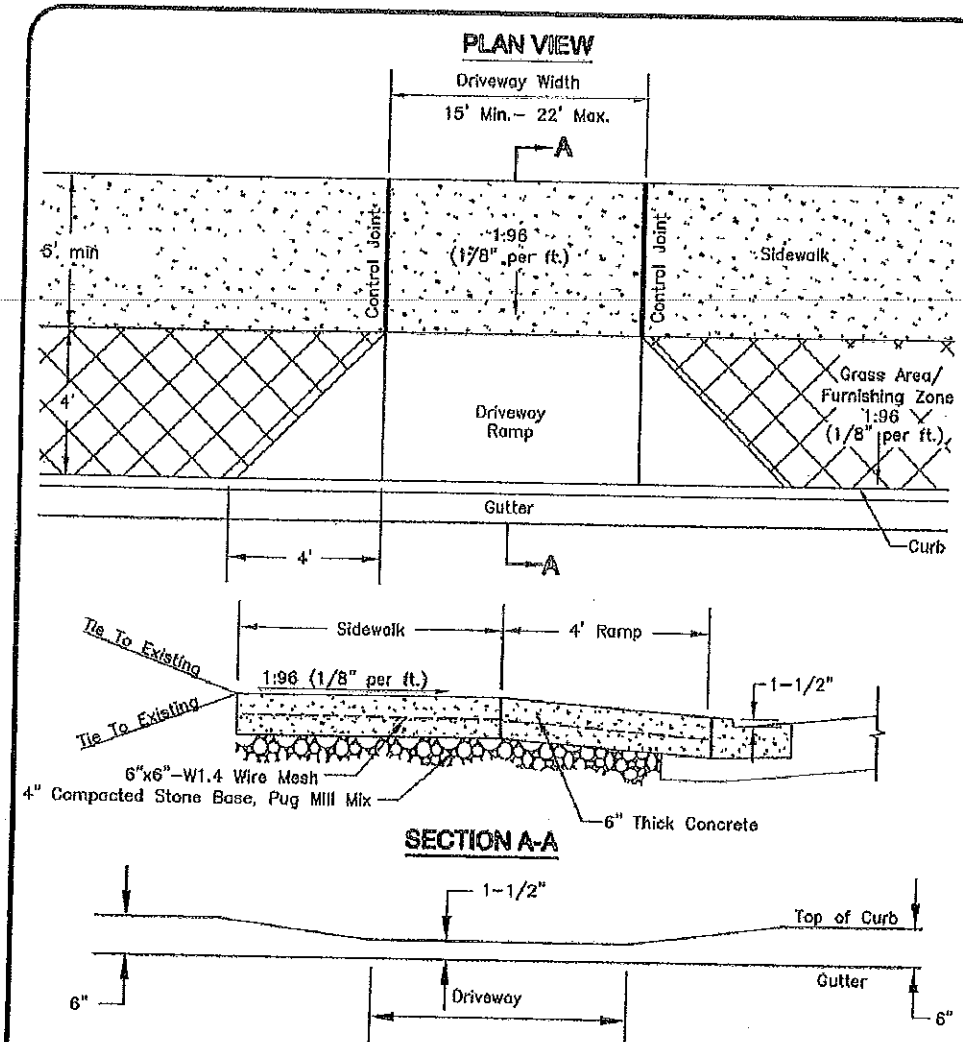 PLAN VIEW
Driveway Width
15' Min.- 22' Max.
A
Control Joint
1:96
(1/8" per ft.)
Control Joint
Sidewalk
6' min
4'
Driveway
Ramp
Grass Area/
Furnishing Zone
1:96
(1/8" per ft.)
Gutter
Curb
4'
A
Tie To Existing
Sidewalk
4' Ramp
1:96 (1/8" per ft.)
1-1/2"
Tie To Existing
6"x6"-W1.4 Wire Mesh
4" Compacted Stone Base, Pug Mill Mix
6" Thick Concrete
SECTION A-A
1-1/2"
Top of Curb
Gutter
6"
Driveway
6"